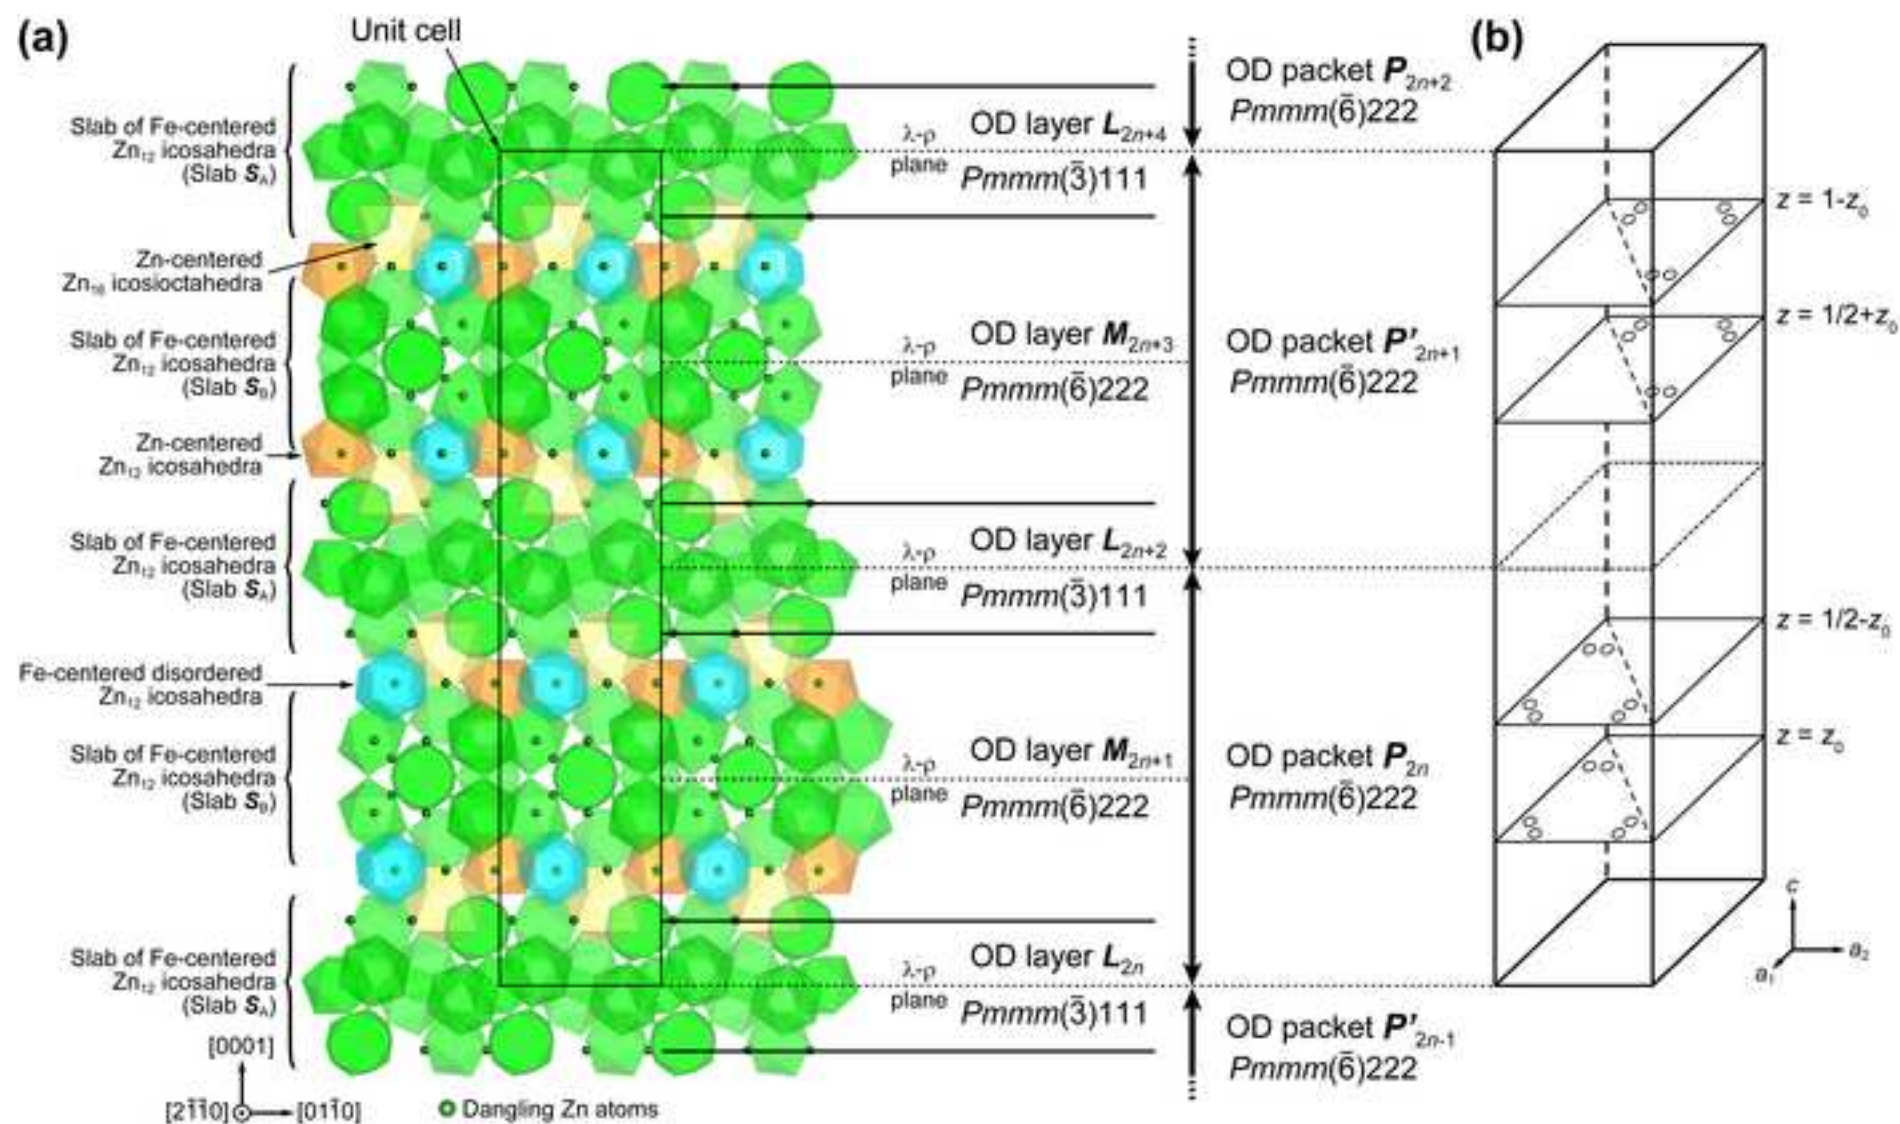 (a)
Unit cell
Slab of Fe-centered
Zn₁₂ icosahedra
(Slab S_A)
Zn-centered
Zn₁₆ icosioctahedra
Slab of Fe-centered
Zn₁₂ icosahedra
(Slab S_B)
Zn-centered
Zn₁₂ icosahedra
Slab of Fe-centered
Zn₁₂ icosahedra
(Slab S_A)
Fe-centered disordered
Zn₁₂ icosahedra
Slab of Fe-centered
Zn₁₂ icosahedra
(Slab S_B)
Slab of Fe-centered
Zn₁₂ icosahedra
(Slab S_A)
[0001]
[21̄1̄0]
[011̄0]
Dangling Zn atoms
OD layer L₂ₙ₊₄
λ-ρ
plane
Pmmm(3̄)111
OD layer M₂ₙ₊₃
λ-ρ
plane
Pmmm(6̄)222
OD layer L₂ₙ₊₂
λ-ρ
plane
Pmmm(3̄)111
OD layer M₂ₙ₊₁
λ-ρ
plane
Pmmm(6̄)222
OD layer L₂ₙ
λ-ρ
plane
Pmmm(3̄)111
OD packet P₂ₙ₊₂
Pmmm(6̄)222
OD packet P'₂ₙ₊₁
Pmmm(6̄)222
OD packet P₂ₙ
Pmmm(6̄)222
OD packet P'₂ₙ₋₁
Pmmm(6̄)222
(b)
z = 1-z₀
z = 1/2+z₀
z = 1/2-z₀
z = z₀
c
a₁
a₂